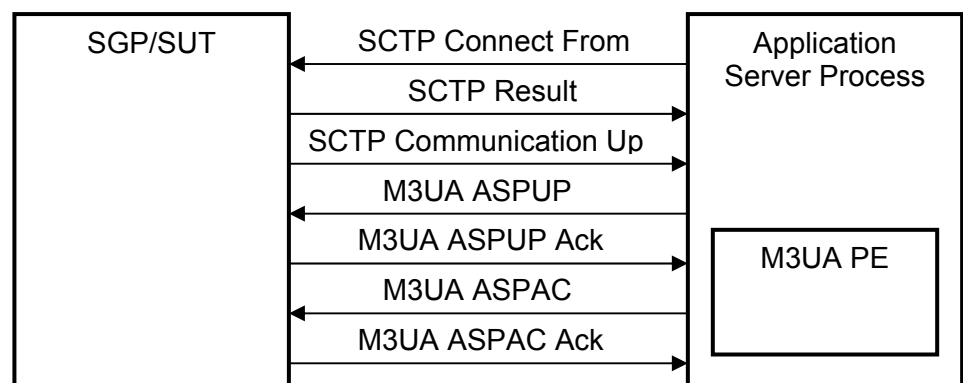 SGP/SUT
SCTP Connect From
Application
Server Process
SCTP Result
SCTP Communication Up
M3UA ASPUP
M3UA ASPUP Ack
M3UA PE
M3UA ASPAC
M3UA ASPAC Ack